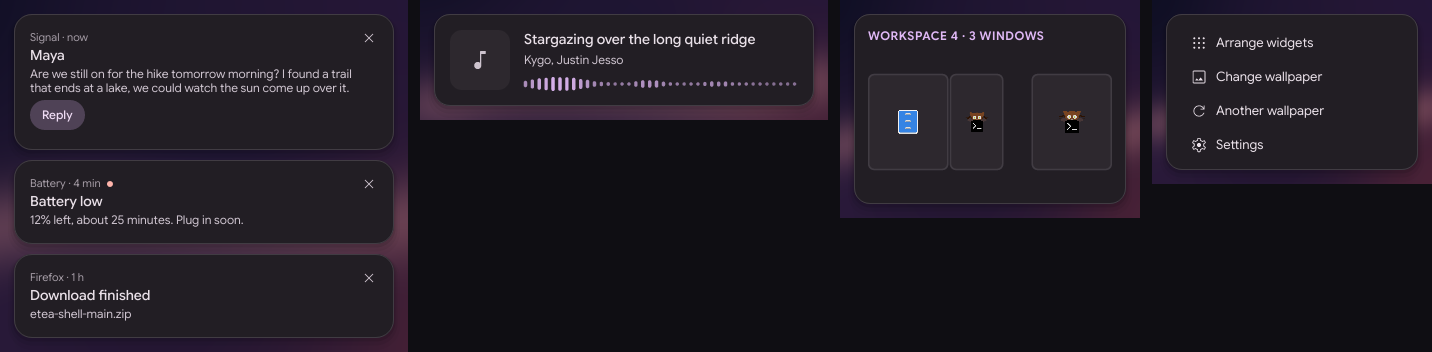 Signal · now
Maya
Are we still on for the hike tomorrow morning? I found a trail
that ends at a lake, we could watch the sun come up over it.
Reply
Battery · 4 min
Battery low
12% left, about 25 minutes. Plug in soon.
Firefox · 1 h
Download finished
etea-shell-main.zip
Stargazing over the long quiet ridge
Kygo, Justin Jesso
WORKSPACE 4 · 3 WINDOWS
Arrange widgets
Change wallpaper
Another wallpaper
Settings